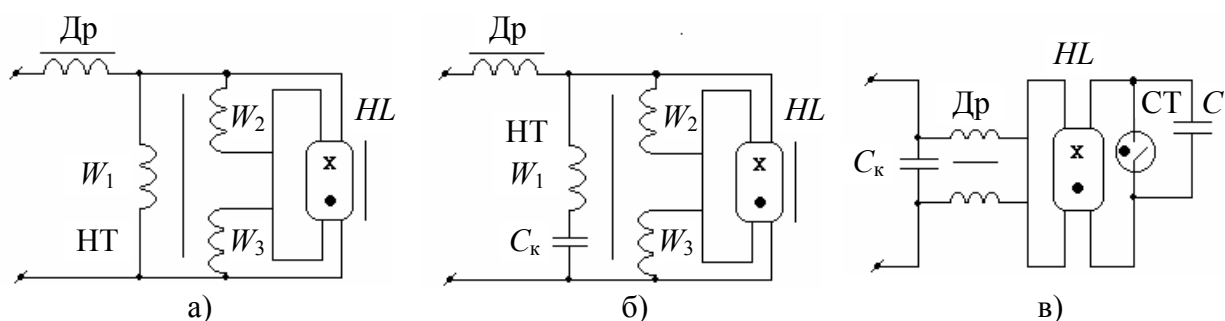 Др
W₁
НТ
W₂
W₃
HL
x
а)
Др
НТ
W₁
Cк
W₂
W₃
HL
x
б)
HL
Др
СТ
C
Cк
x
в)